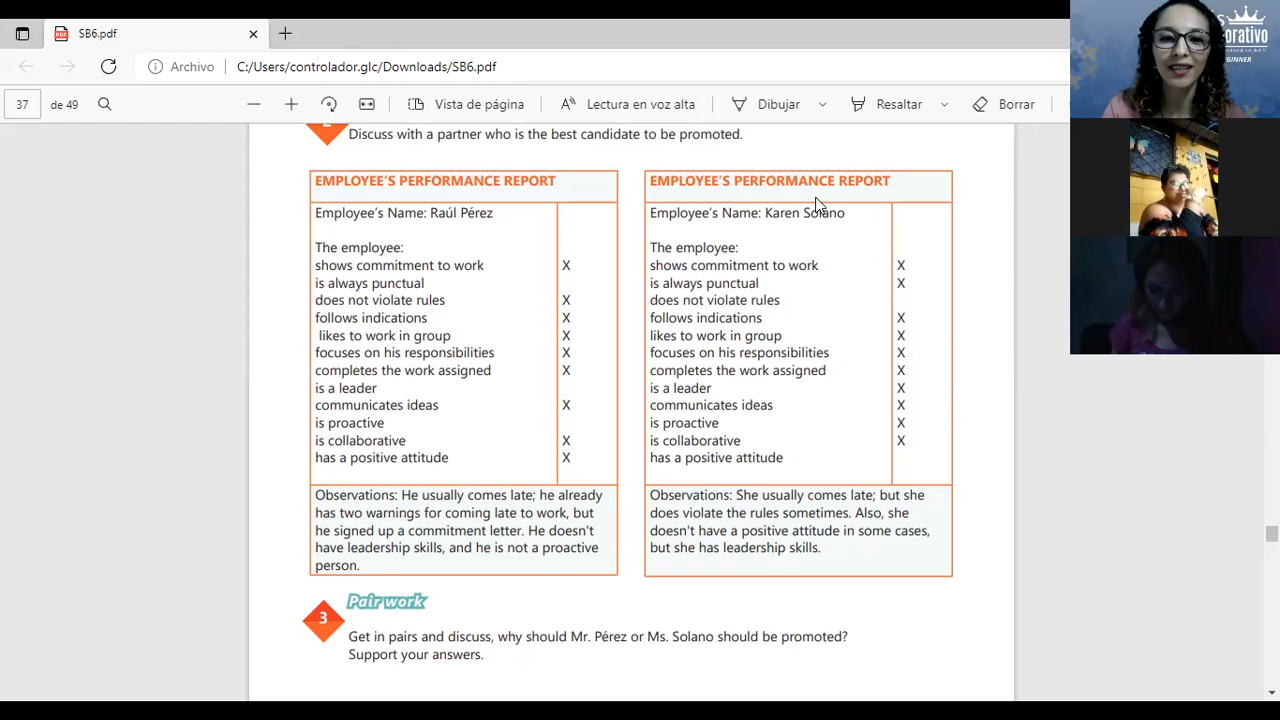 SB6.pdf
Archivo
C:/Users/controlador.glc/Downloads/SB6.pdf
37
de 49
Vista de página
Lectura en voz alta
Dibujar
Resaltar
Borrar
orativo
GINNER
2
Discuss with a partner who is the best candidate to be promoted.
EMPLOYEE'S PERFORMANCE REPORT
Employee's Name: Raúl Pérez
The employee:
shows commitment to work X
is always punctual
does not violate rules X
follows indications X
likes to work in group X
focuses on his responsibilities X
completes the work assigned X
is a leader
communicates ideas X
is proactive
is collaborative X
has a positive attitude X
Observations: He usually comes late; he already
has two warnings for coming late to work, but
he signed up a commitment letter. He doesn't
have leadership skills, and he is not a proactive
person.
EMPLOYEE'S PERFORMANCE REPORT
Employee's Name: Karen Solano
The employee:
shows commitment to work X
is always punctual X
does not violate rules
follows indications X
likes to work in group X
focuses on his responsibilities X
completes the work assigned X
is a leader X
communicates ideas X
is proactive X
is collaborative X
has a positive attitude
Observations: She usually comes late; but she
does violate the rules sometimes. Also, she
doesn't have a positive attitude in some cases,
but she has leadership skills.
3
Pair work
Get in pairs and discuss, why should Mr. Pérez or Ms. Solano should be promoted?
Support your answers.